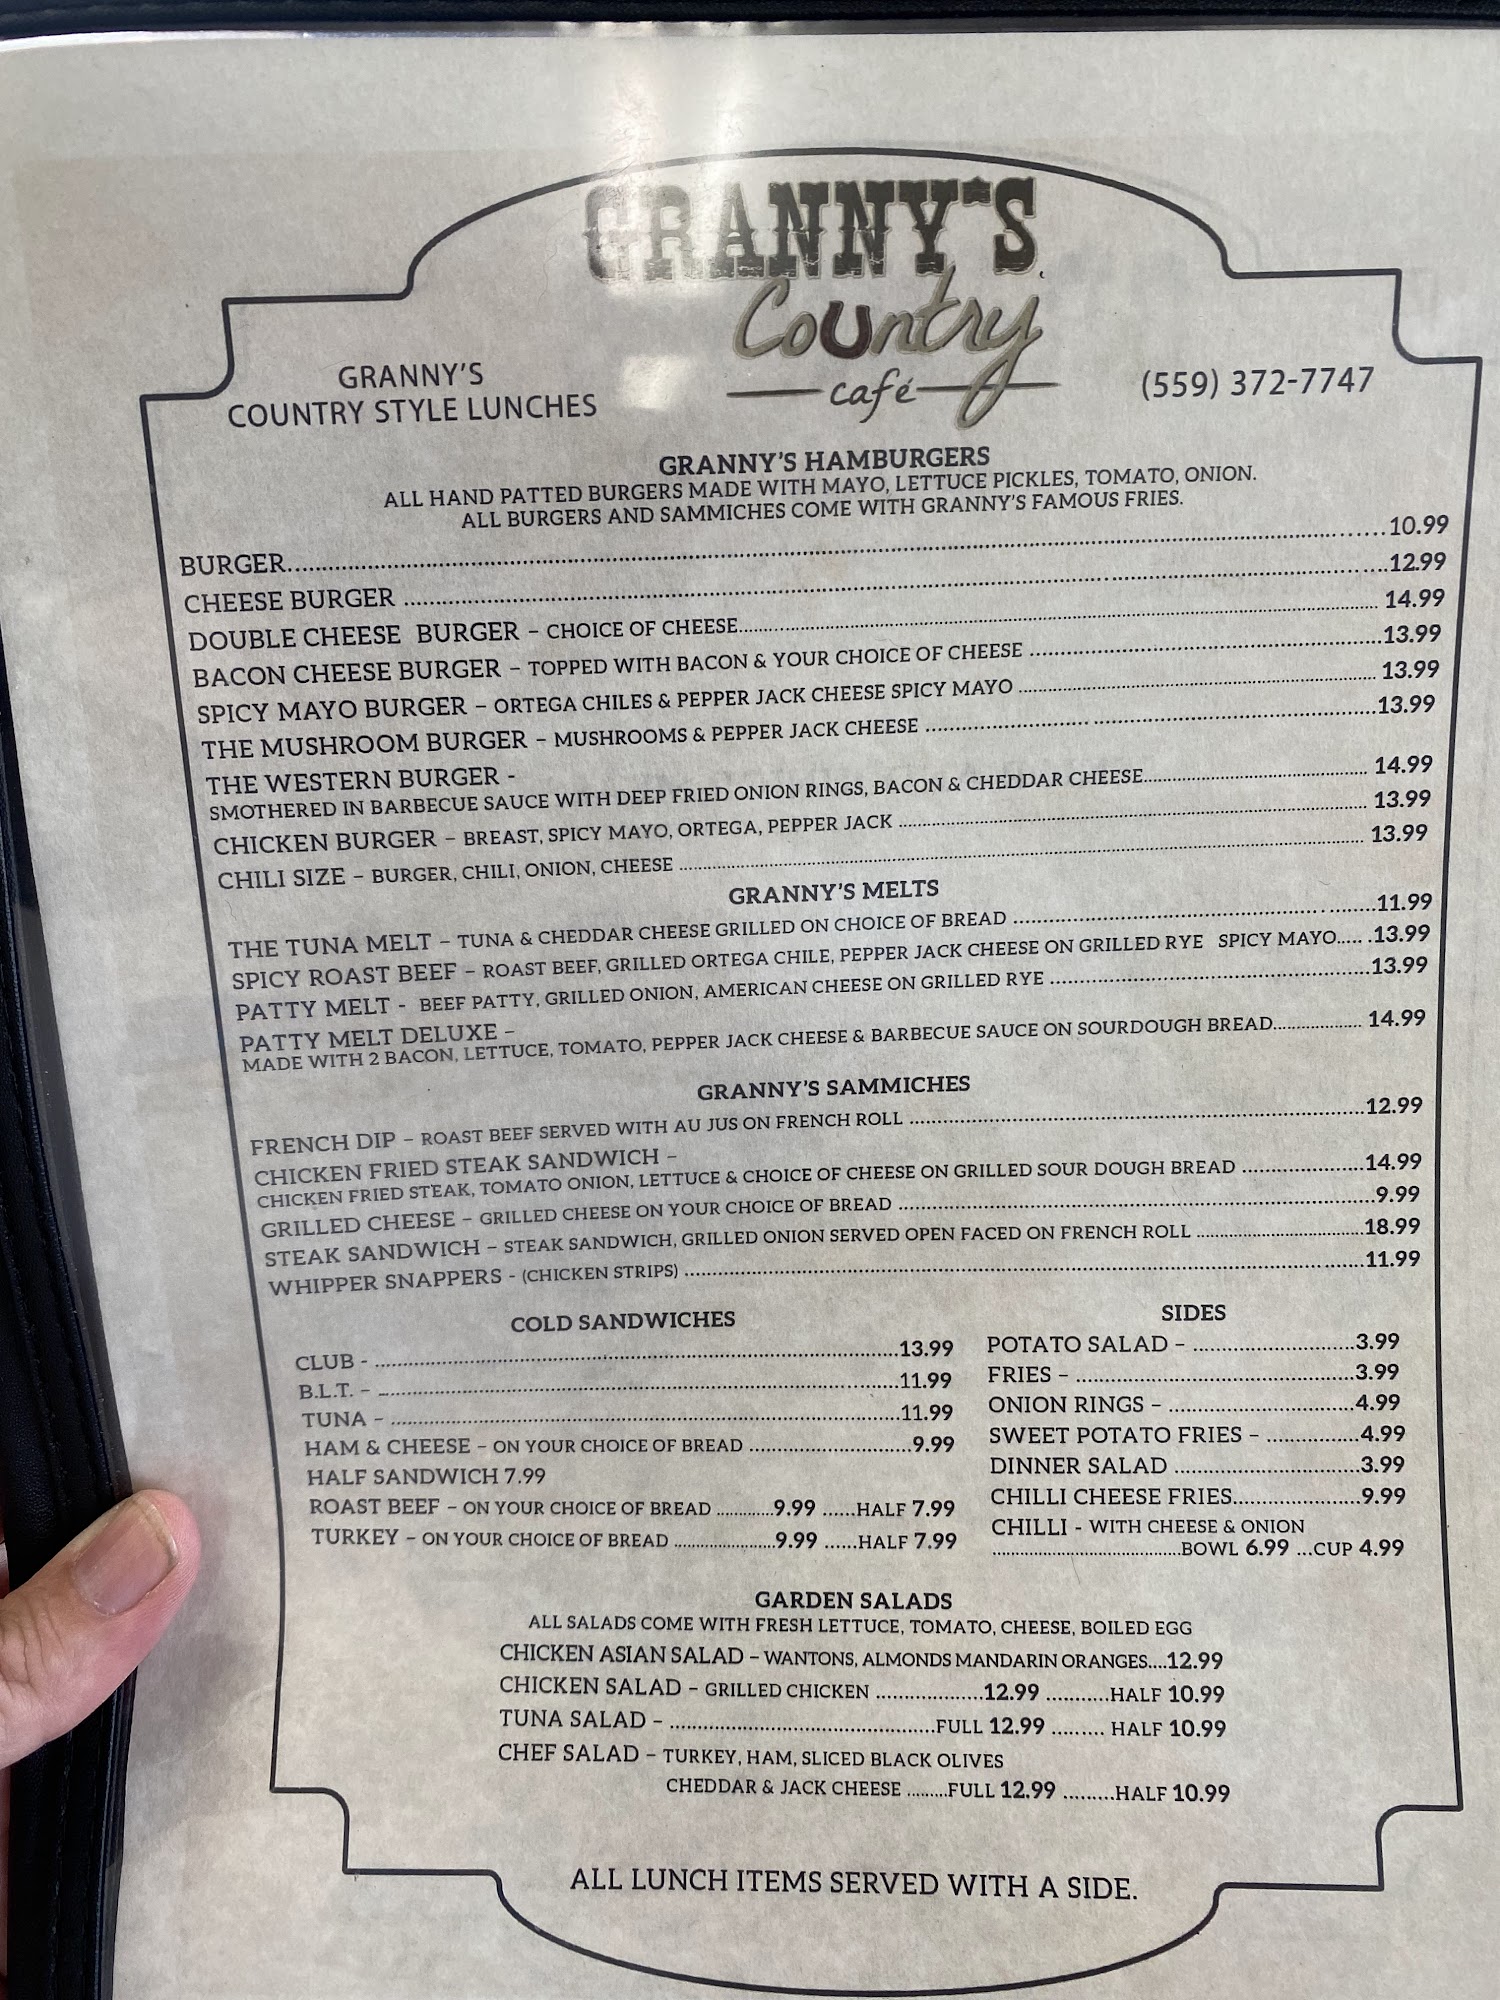 GRANNY'S
Country
café
GRANNY'S
COUNTRY STYLE LUNCHES
(559) 372-7747
GRANNY'S HAMBURGERS
ALL HAND PATTED BURGERS MADE WITH MAYO, LETTUCE PICKLES, TOMATO, ONION.
ALL BURGERS AND SAMMICHES COME WITH GRANNY'S FAMOUS FRIES.
BURGER.......10.99
CHEESE BURGER .......12.99
DOUBLE CHEESE BURGER – CHOICE OF CHEESE....... 14.99
BACON CHEESE BURGER – TOPPED WITH BACON & YOUR CHOICE OF CHEESE .......13.99
SPICY MAYO BURGER – ORTEGA CHILES & PEPPER JACK CHEESE SPICY MAYO ....... 13.99
THE MUSHROOM BURGER – MUSHROOMS & PEPPER JACK CHEESE .......13.99
THE WESTERN BURGER -
SMOTHERED IN BARBECUE SAUCE WITH DEEP FRIED ONION RINGS, BACON & CHEDDAR CHEESE....... 14.99
CHICKEN BURGER – BREAST, SPICY MAYO, ORTEGA, PEPPER JACK ....... 13.99
CHILI SIZE – BURGER, CHILI, ONION, CHEESE ....... 13.99
GRANNY'S MELTS
THE TUNA MELT – TUNA & CHEDDAR CHEESE GRILLED ON CHOICE OF BREAD .......11.99
SPICY ROAST BEEF – ROAST BEEF, GRILLED ORTEGA CHILE, PEPPER JACK CHEESE ON GRILLED RYE SPICY MAYO..... .13.99
PATTY MELT - BEEF PATTY, GRILLED ONION, AMERICAN CHEESE ON GRILLED RYE .......13.99
PATTY MELT DELUXE –
MADE WITH 2 BACON, LETTUCE, TOMATO, PEPPER JACK CHEESE & BARBECUE SAUCE ON SOURDOUGH BREAD....... 14.99
GRANNY'S SAMMICHES
FRENCH DIP – ROAST BEEF SERVED WITH AU JUS ON FRENCH ROLL .......12.99
CHICKEN FRIED STEAK SANDWICH –
CHICKEN FRIED STEAK, TOMATO ONION, LETTUCE & CHOICE OF CHEESE ON GRILLED SOUR DOUGH BREAD .......14.99
GRILLED CHEESE – GRILLED CHEESE ON YOUR CHOICE OF BREAD .......9.99
STEAK SANDWICH – STEAK SANDWICH, GRILLED ONION SERVED OPEN FACED ON FRENCH ROLL .......18.99
WHIPPER SNAPPERS - (CHICKEN STRIPS) .......11.99
COLD SANDWICHES
CLUB - .......13.99
B.L.T. – .......11.99
TUNA – .......11.99
HAM & CHEESE – ON YOUR CHOICE OF BREAD .......9.99
HALF SANDWICH 7.99
ROAST BEEF – ON YOUR CHOICE OF BREAD .......9.99 ......HALF 7.99
TURKEY – ON YOUR CHOICE OF BREAD .......9.99 ......HALF 7.99
SIDES
POTATO SALAD – .......3.99
FRIES – .......3.99
ONION RINGS – .......4.99
SWEET POTATO FRIES – .......4.99
DINNER SALAD .......3.99
CHILLI CHEESE FRIES.......9.99
CHILLI - WITH CHEESE & ONION
.......BOWL 6.99 ...CUP 4.99
GARDEN SALADS
ALL SALADS COME WITH FRESH LETTUCE, TOMATO, CHEESE, BOILED EGG
CHICKEN ASIAN SALAD – WANTONS, ALMONDS MANDARIN ORANGES....12.99
CHICKEN SALAD – GRILLED CHICKEN .......12.99 .......HALF 10.99
TUNA SALAD – .......FULL 12.99 ......... HALF 10.99
CHEF SALAD – TURKEY, HAM, SLICED BLACK OLIVES
CHEDDAR & JACK CHEESE .........FULL 12.99 .........HALF 10.99
ALL LUNCH ITEMS SERVED WITH A SIDE.